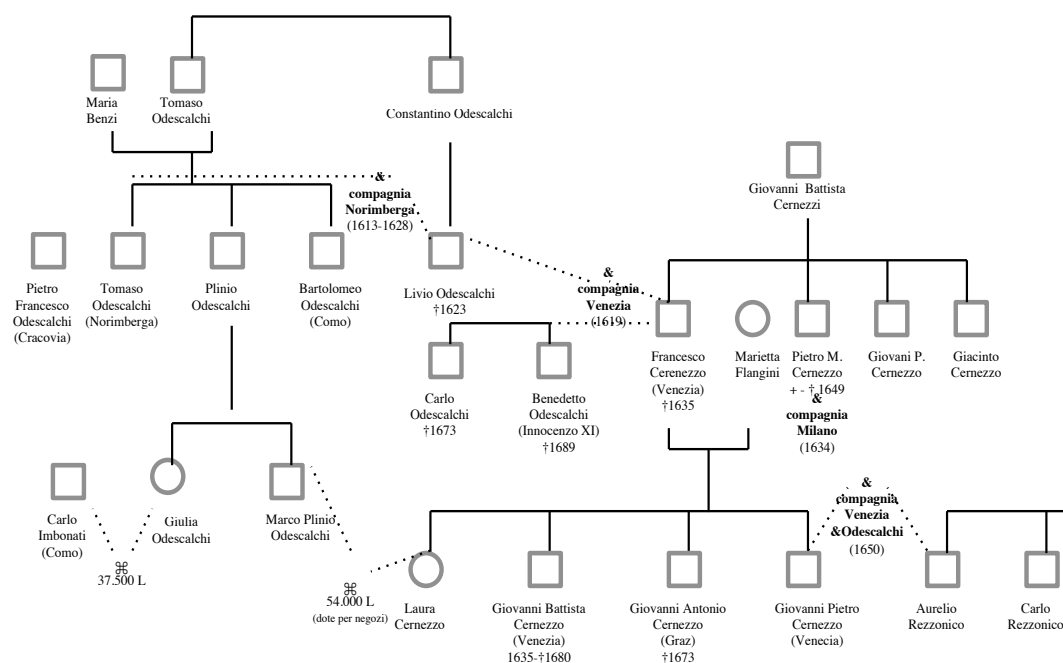 Maria
Benzi
Tomaso
Odescalchi
Constantino Odescalchi
Giovanni Battista
Cernezzi
&
compagnia
Norimberga
(1613-1628)
Pietro
Francesco
Odescalchi
(Cracovia)
Tomaso
Odescalchi
(Norimberga)
Plinio
Odescalchi
Bartolomeo
Odescalchi
(Como)
Livio Odescalchi
†1623
&
compagnia
Venezia
(1619)
Francesco
Cerenezzo
(Venezia)
†1635
Marietta
Flangini
Pietro M.
Cernezzo
+ - † 1649
Giovani P.
Cernezzo
Giacinto
Cernezzo
Carlo
Odescalchi
†1673
Benedetto
Odescalchi
(Innocenzo XI)
†1689
&
compagnia
Milano
(1634)
Carlo
Imbonati
(Como)
Giulia
Odescalchi
Marco Plinio
Odescalchi
&
compagnia
Venezia
&Odescalchi
(1650)
⌘
37.500 L
⌘
54.000 L
(dote per negozi)
Laura
Cernezzo
Giovanni Battista
Cernezzo
(Venezia)
1635-†1680
Giovanni Antonio
Cernezzo
(Graz)
†1673
Giovanni Pietro
Cernezzo
(Venecia)
Aurelio
Rezzonico
Carlo
Rezzonico